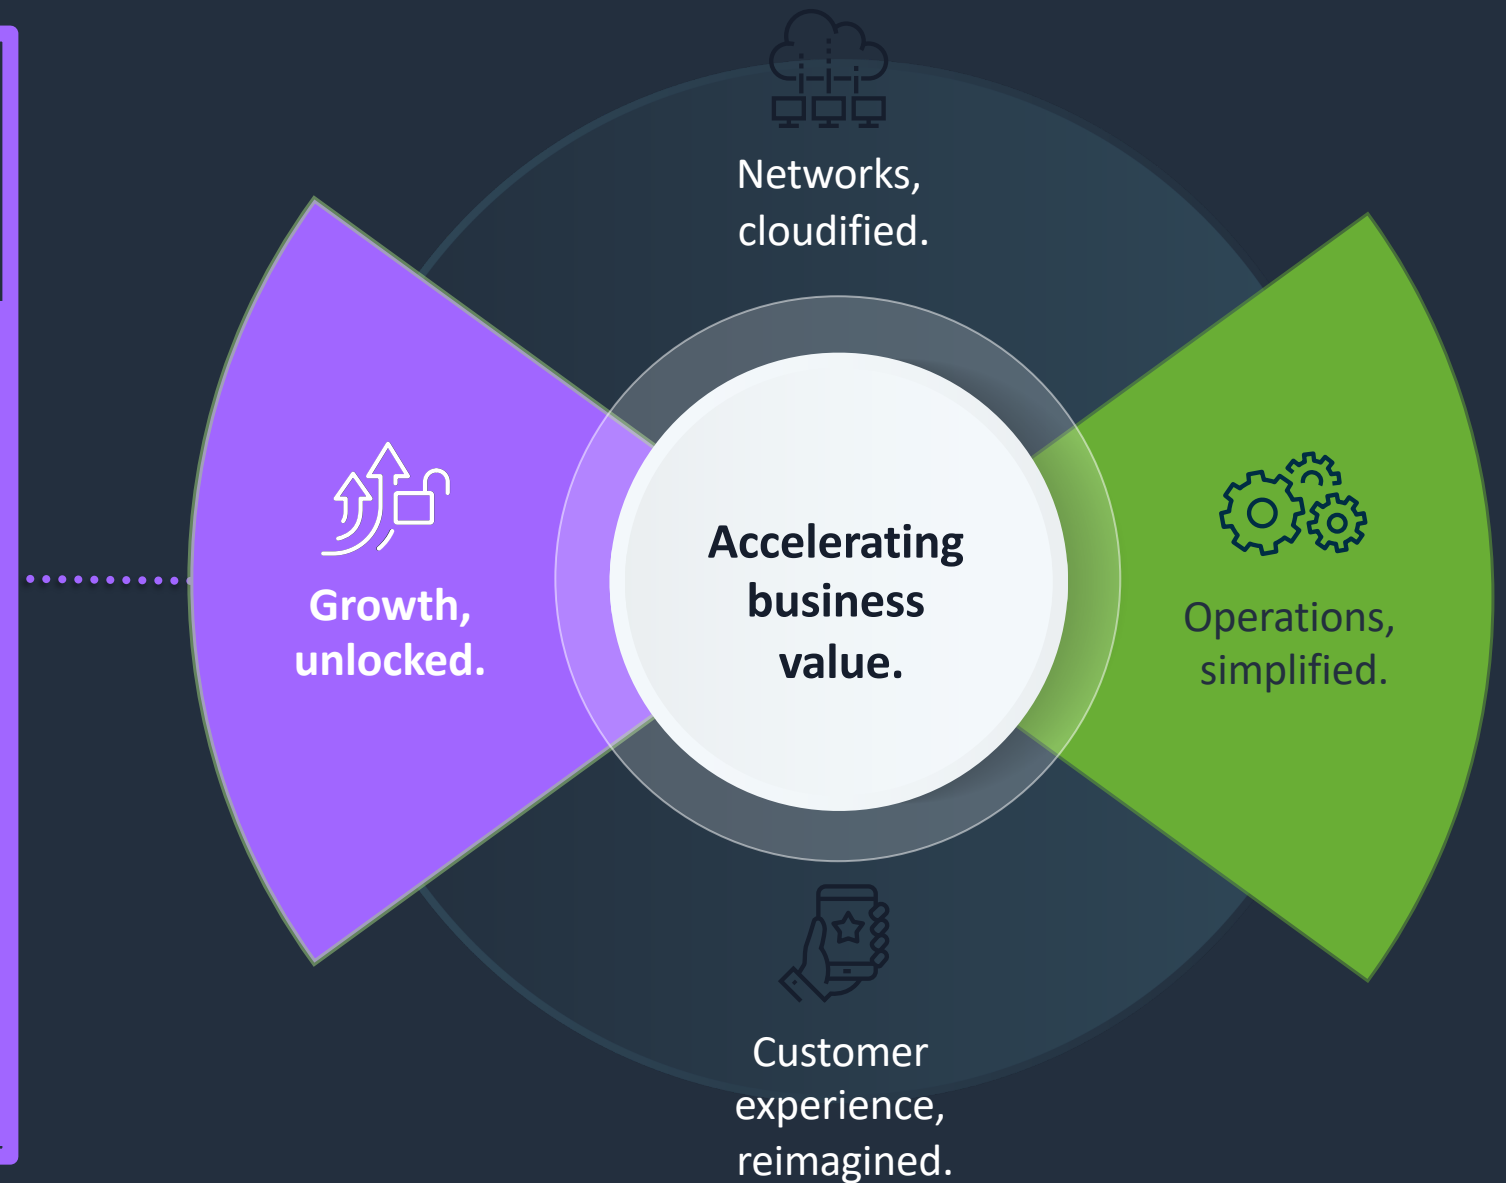 Networks,
cloudified.
Growth,
unlocked.
Accelerating
business
value.
Operations,
simplified.
Customer
experience,
reimagined.